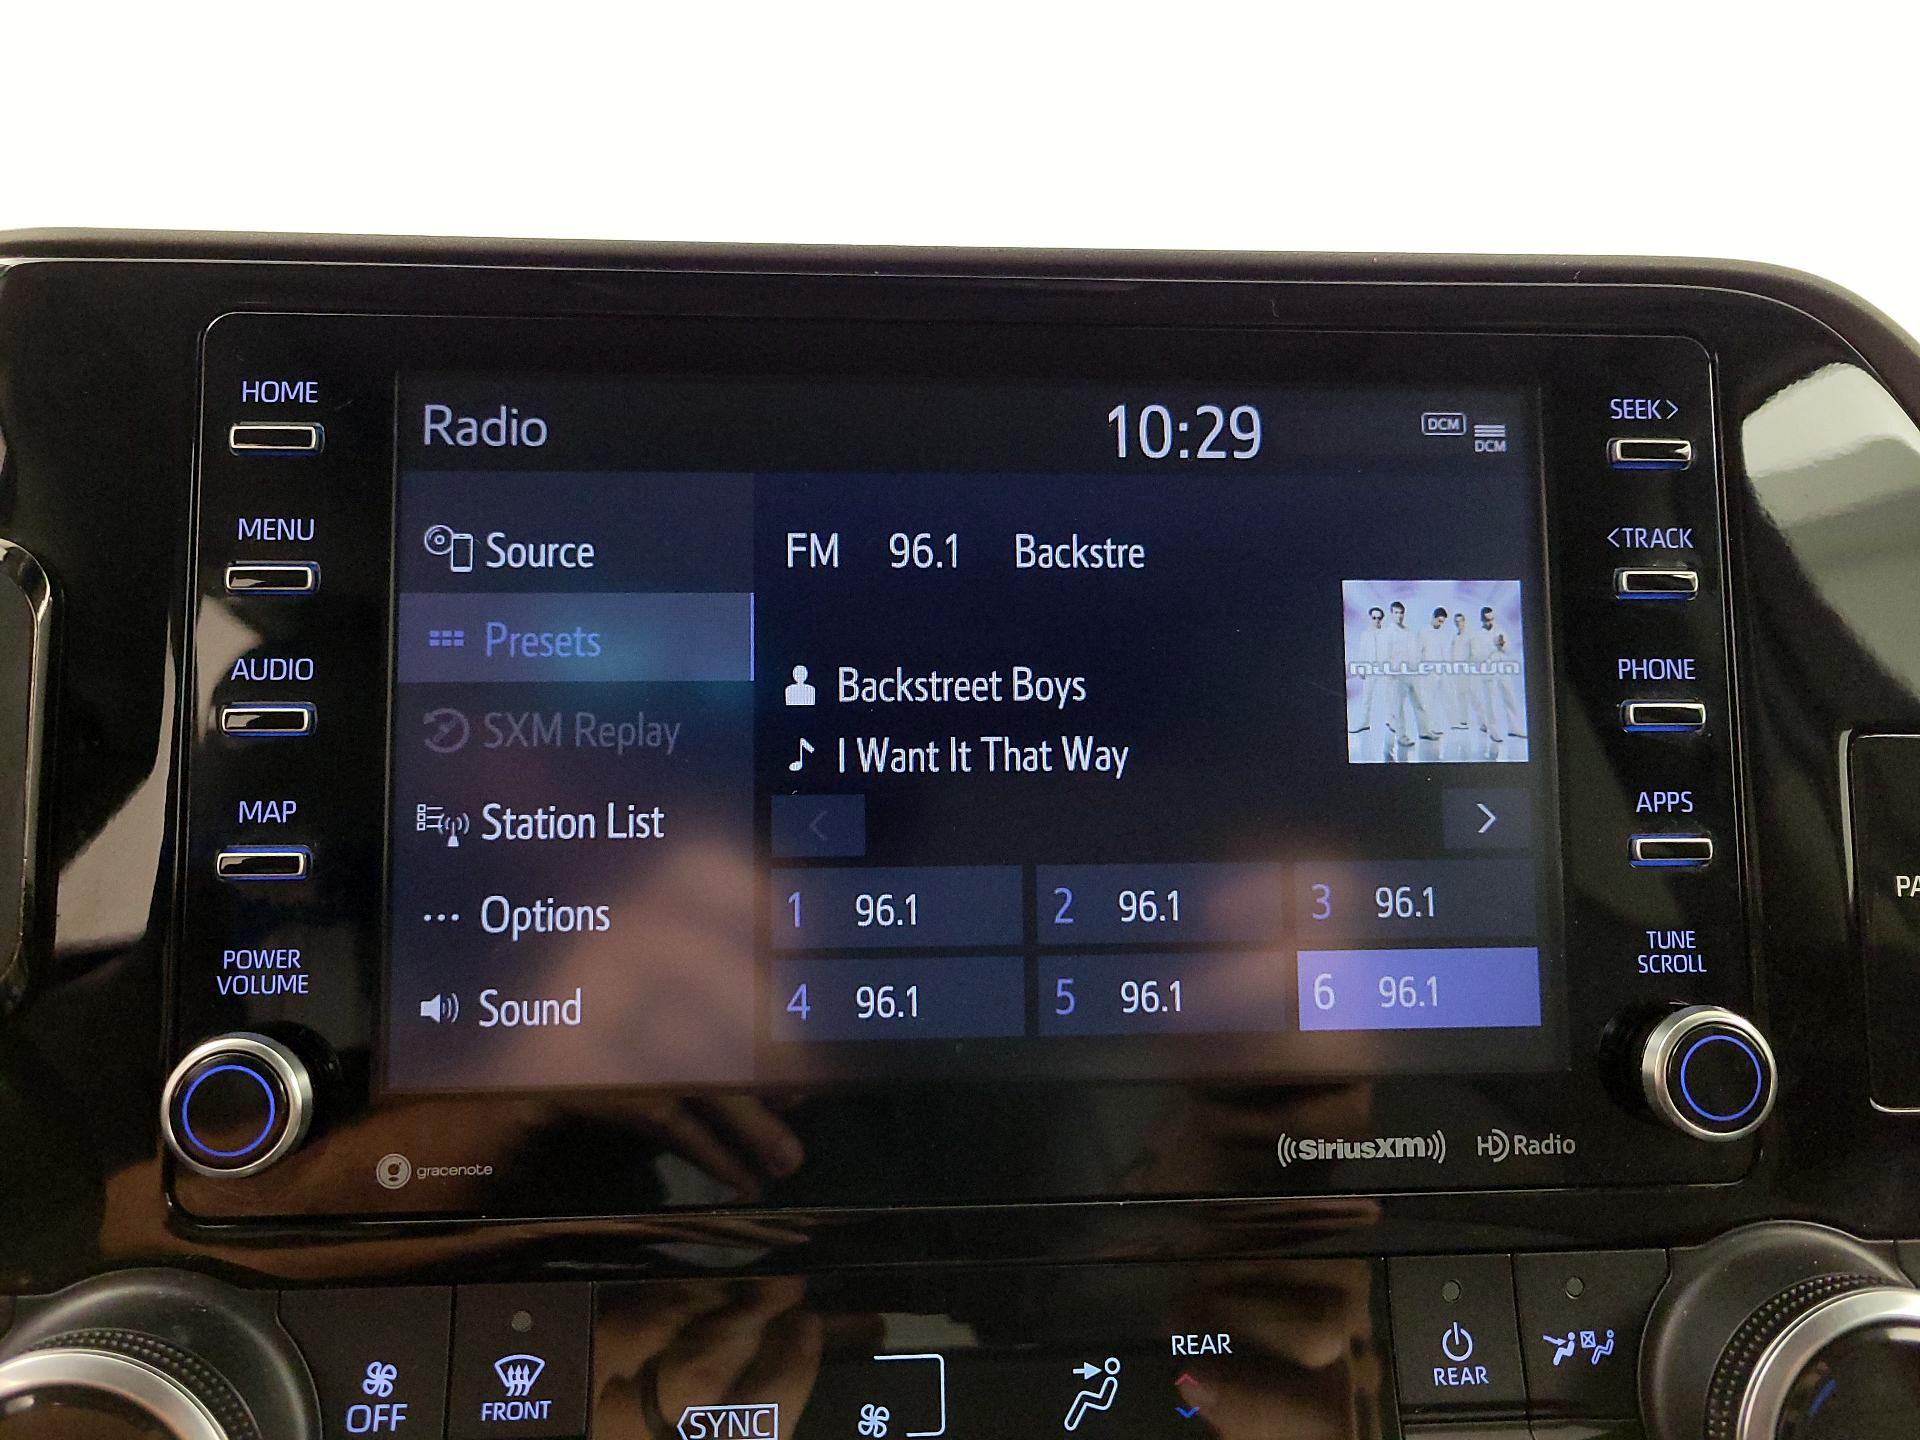 HOME
MENU
AUDIO
MAP
POWER
VOLUME
Radio
10:29
DCM
DCM
Source
Presets
SXM Replay
Station List
Options
Sound
FM 96.1 Backstre
Backstreet Boys
I Want It That Way
MILLENNIUM
<
>
1 96.1
2 96.1
3 96.1
4 96.1
5 96.1
6 96.1
SEEK >
< TRACK
PHONE
APPS
TUNE
SCROLL
gracenote
((SiriusXM))
HD Radio
PA
OFF
FRONT
SYNC
REAR
REAR